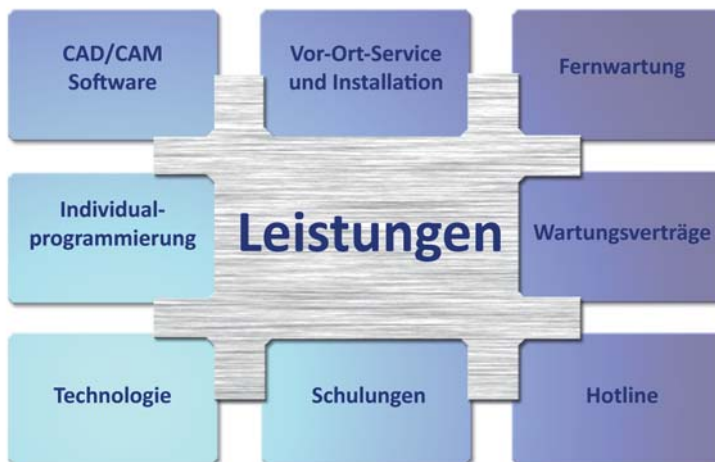 CAD/CAM
Software
Vor-Ort-Service
und Installation
Fernwartung
Individual-
programmierung
Leistungen
Wartungsverträge
Technologie
Schulungen
Hotline